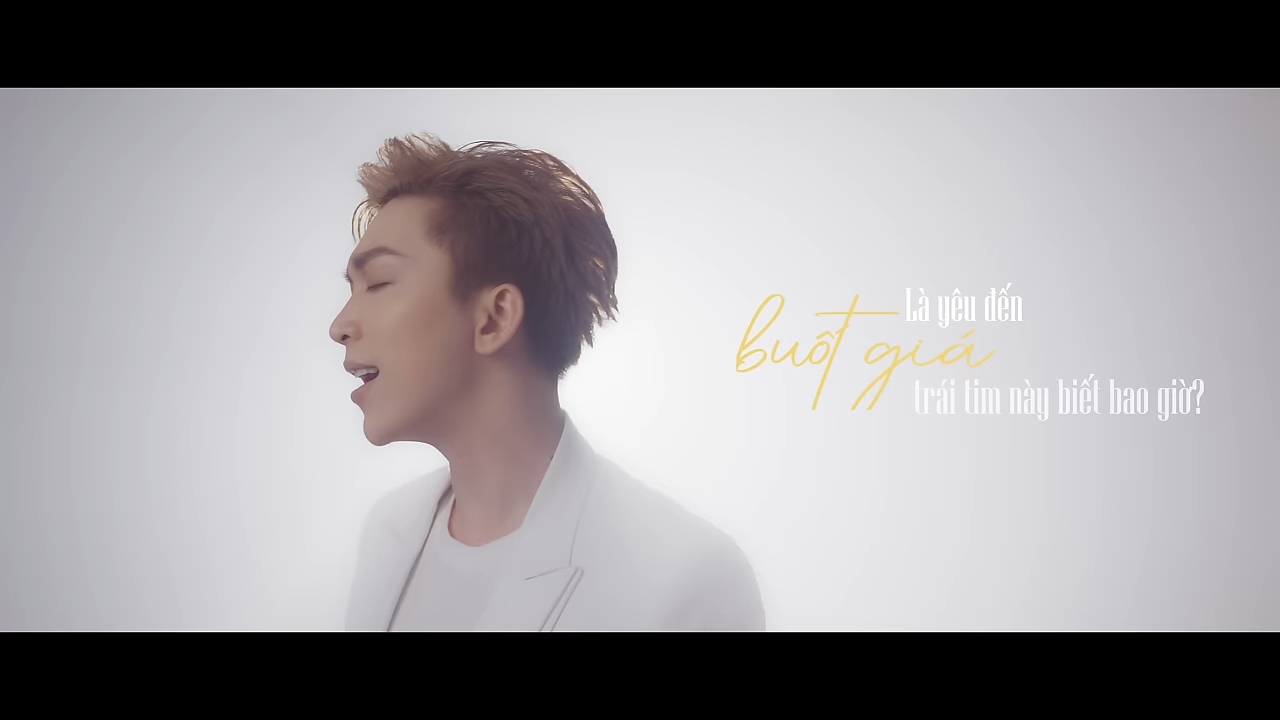 Là yêu đến
buốt giá
trái tim này biết bao giờ?